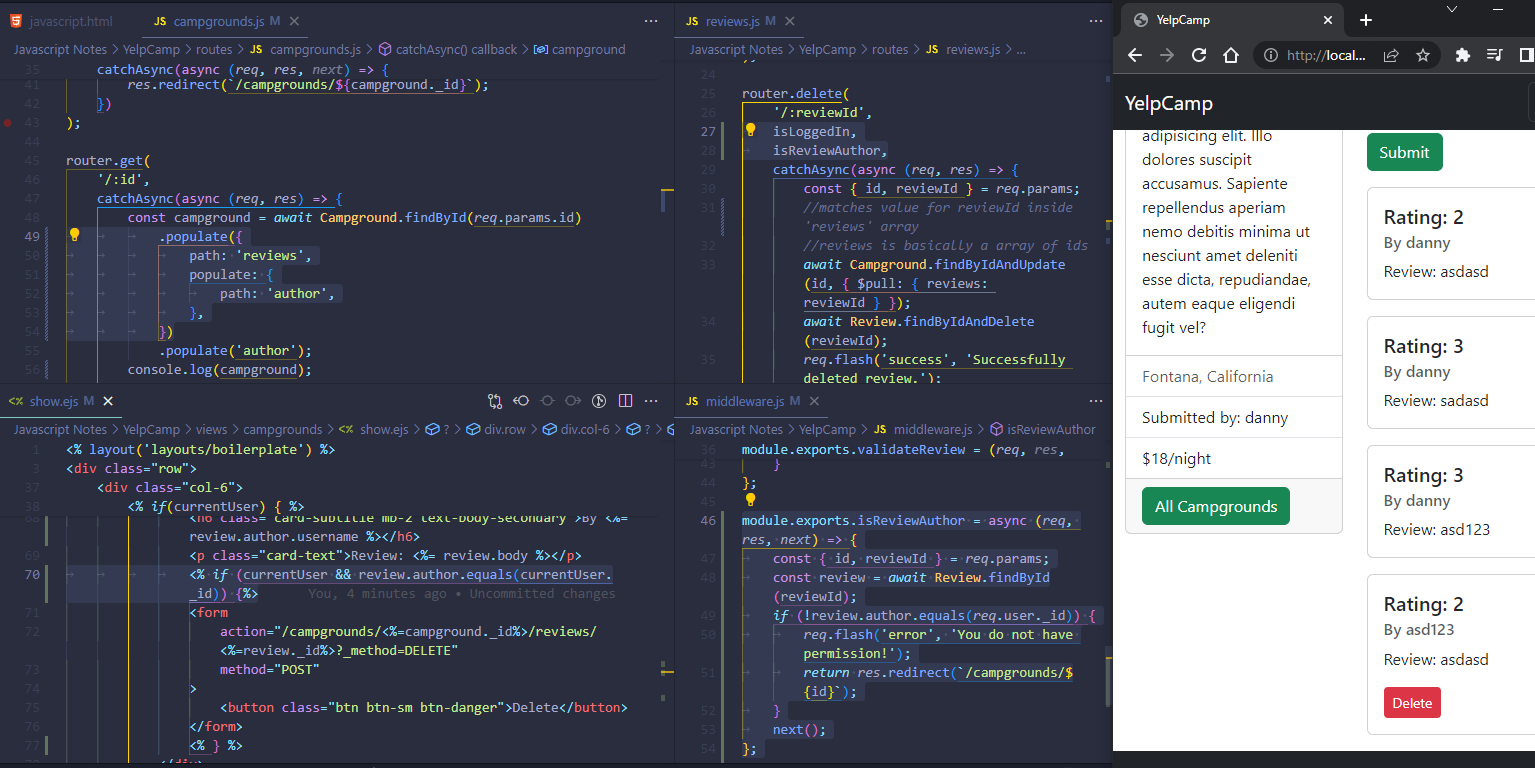 javascript.html
JS campgrounds.js M
Javascript Notes > YelpCamp > routes > JS campgrounds.js > catchAsync() callback > campground
35 catchAsync(async (req, res, next) => {
41 res.redirect(`/campgrounds/${campground._id}`);
42 })
43 );
44
45 router.get(
46 '/:id',
47 catchAsync(async (req, res) => {
48 const campground = await Campground.findById(req.params.id)
49 .populate({
50 path: 'reviews',
51 populate: {
52 path: 'author',
53 },
54 })
55 .populate('author');
56 console.log(campground);
JS reviews.js M
Javascript Notes > YelpCamp > routes > JS reviews.js > ...
24
25 router.delete(
26 '/:reviewId',
27 isLoggedIn,
28 isReviewAuthor,
29 catchAsync(async (req, res) => {
30 const { id, reviewId } = req.params;
31 //matches value for reviewId inside
'reviews' array
32 //reviews is basically a array of ids
33 await Campground.findByIdAndUpdate
(id, { $pull: { reviews:
reviewId } });
34 await Review.findByIdAndDelete
(reviewId);
35 req.flash('success', 'Successfully
deleted review.');
<> show.ejs M
Javascript Notes > YelpCamp > views > campgrounds > <> show.ejs > ? > div.row > div.col-6 > ? >
1 <% layout('layouts/boilerplate') %>
3 <div class="row">
37 <div class="col-6">
38 <% if(currentUser) { %>
68 <h6 class="card-subtitle mb-2 text-body-secondary">By <%=
review.author.username %></h6>
69 <p class="card-text">Review: <%= review.body %></p>
70 <% if (currentUser && review.author.equals(currentUser.
_id)) {%> You, 4 minutes ago • Uncommitted changes
71 <form
72 action="/campgrounds/<%=campground._id%>/reviews/
<%=review._id%>?_method=DELETE"
73 method="POST"
74 >
75 <button class="btn btn-sm btn-danger">Delete</button>
76 </form>
77 <% } %>
</div>
JS middleware.js M
Javascript Notes > YelpCamp > JS middleware.js > isReviewAuthor
36 module.exports.validateReview = (req, res,
43 }
44 };
45
46 module.exports.isReviewAuthor = async (req,
res, next) => {
47 const { id, reviewId } = req.params;
48 const review = await Review.findById
(reviewId);
49 if (!review.author.equals(req.user._id)) {
50 req.flash('error', 'You do not have
permission!');
51 return res.redirect(`/campgrounds/$
{id}`);
52 }
53 next();
54 };
YelpCamp
http://local...
YelpCamp
adipisicing elit. Illo
dolores suscipit
accusamus. Sapiente
repellendus aperiam
nemo debitis minima ut
nesciunt amet deleniti
esse dicta, repudiandae,
autem eaque eligendi
fugit vel?
Fontana, California
Submitted by: danny
$18/night
All Campgrounds
Submit
Rating: 2
By danny
Review: asdasd
Rating: 3
By danny
Review: sadasd
Rating: 3
By danny
Review: asd123
Rating: 2
By asd123
Review: asdasd
Delete